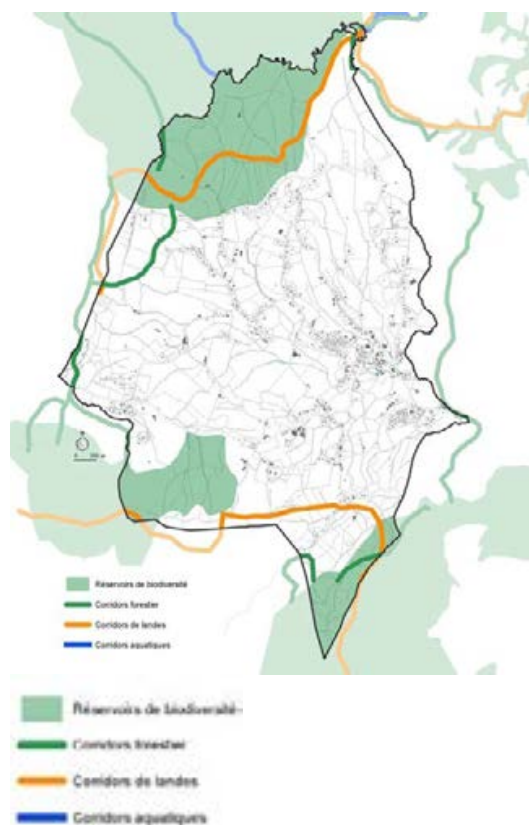 Réservoirs de biodiversité
Corridors forestier
Corridors de landes
Corridors aquatiques
Réservoirs de biodiversité
Corridors forestier
Corridors de landes
Corridors aquatiques